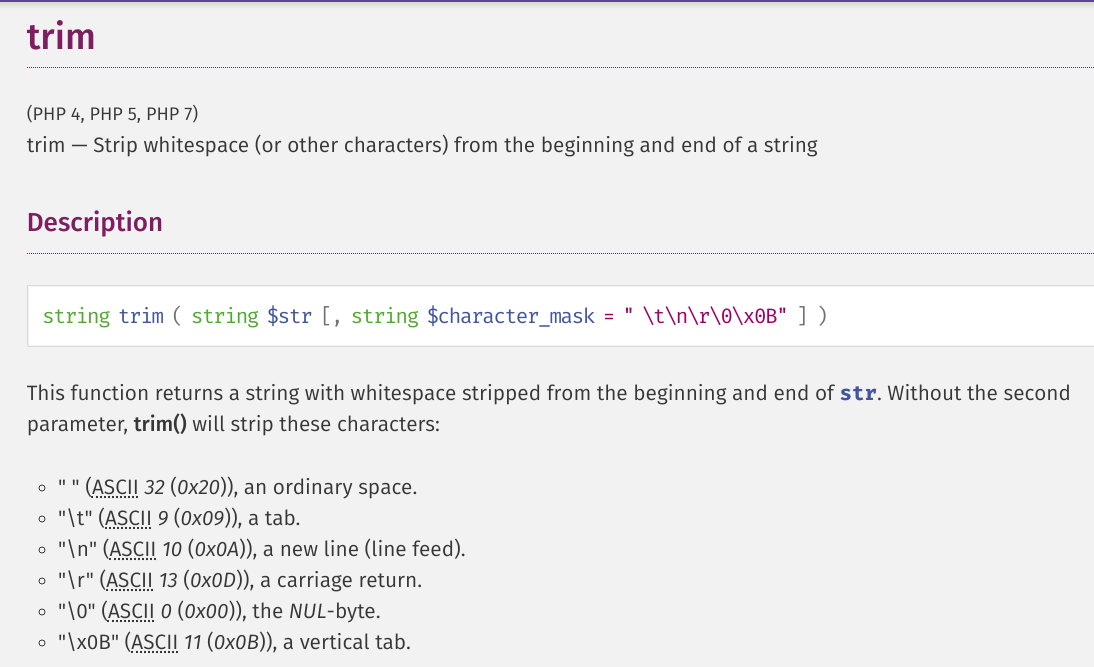 trim
(PHP 4, PHP 5, PHP 7)
trim — Strip whitespace (or other characters) from the beginning and end of a string
Description
string trim ( string $str [, string $character_mask = " \t\n\r\0\x0B" ] )
This function returns a string with whitespace stripped from the beginning and end of str. Without the second
parameter, trim() will strip these characters:
" " (ASCII 32 (0x20)), an ordinary space.
"\t" (ASCII 9 (0x09)), a tab.
"\n" (ASCII 10 (0x0A)), a new line (line feed).
"\r" (ASCII 13 (0x0D)), a carriage return.
"\0" (ASCII 0 (0x00)), the NUL-byte.
"\x0B" (ASCII 11 (0x0B)), a vertical tab.